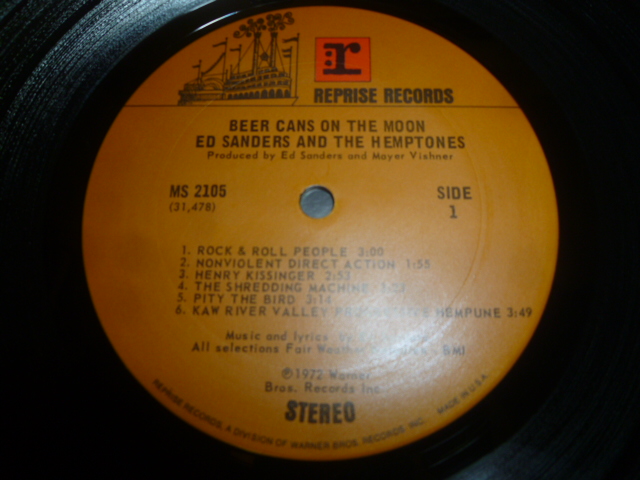 r
REPRISE RECORDS
BEER CANS ON THE MOON
ED SANDERS AND THE HEMPTONES
Produced by Ed Sanders and Mayer Vishner
MS 2105
(31,478)
SIDE
1
1. ROCK & ROLL PEOPLE 3:00
2. NONVIOLENT DIRECT ACTION 1:55
3. HENRY KISSINGER 2:53
4. THE SHREDDING MACHINE
5. PITY THE BIRD 3:14
6. KAW RIVER VALLEY HEMPUNE 3:49
Music and lyrics by
All selections Fair BMI
℗1972 Warner
Bros. Records Inc.
STEREO
REPRISE RECORDS, A DIVISION OF WARNER BROS. RECORDS, INC. MADE IN U.S.A.